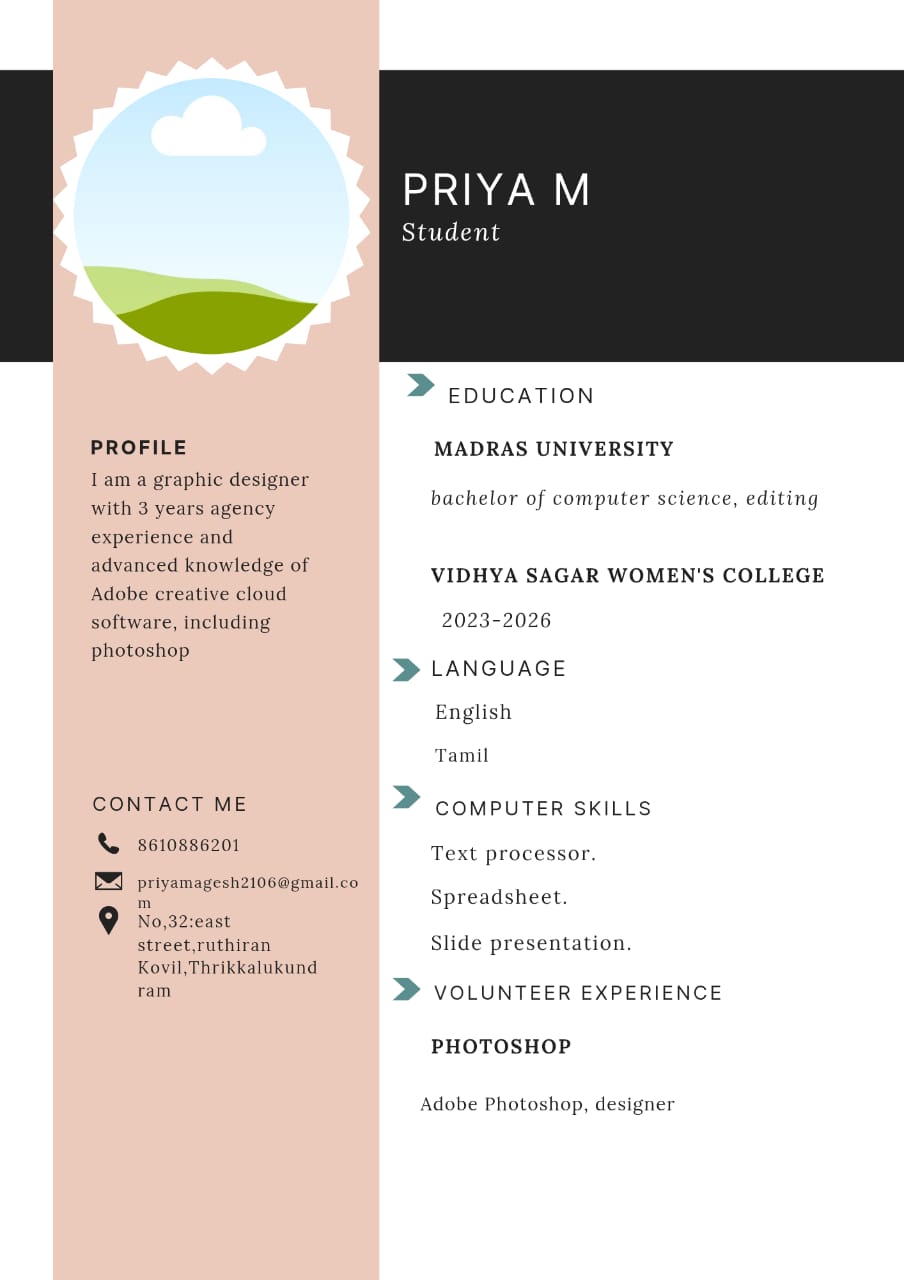 PRIYA M
Student
PROFILE
I am a graphic designer
with 3 years agency
experience and
advanced knowledge of
Adobe creative cloud
software, including
photoshop
CONTACT ME
8610886201
priyamagesh2106@gmail.co
m
No,32:east
street,ruthiran
Kovil,Thrikkalukund
ram
EDUCATION
MADRAS UNIVERSITY
bachelor of computer science, editing
VIDHYA SAGAR WOMEN'S COLLEGE
2023-2026
LANGUAGE
English
Tamil
COMPUTER SKILLS
Text processor.
Spreadsheet.
Slide presentation.
VOLUNTEER EXPERIENCE
PHOTOSHOP
Adobe Photoshop, designer